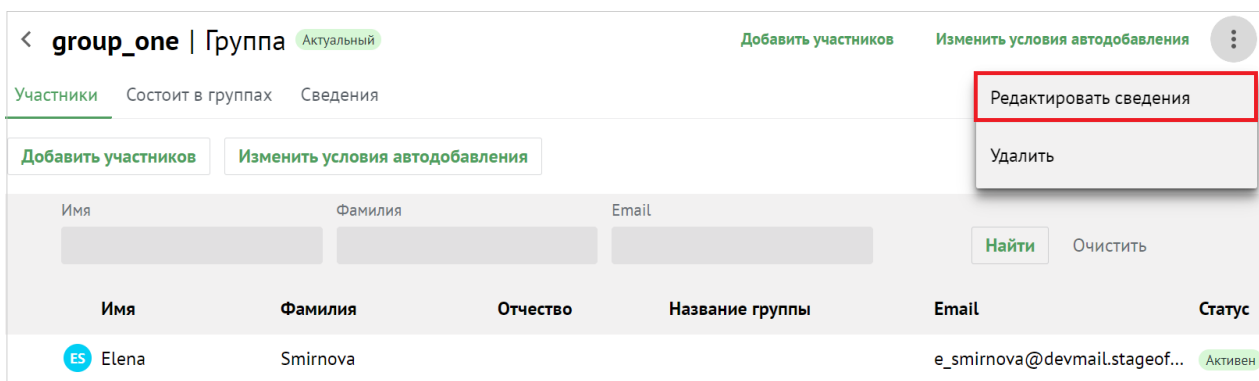 group_one | Группа Актуальный Добавить участников Изменить условия автодобавления
Участники Состоит в группах Сведения
Редактировать сведения
Добавить участников Изменить условия автодобавления
Удалить
Имя Фамилия Email
Найти Очистить
Имя Фамилия Отчество Название группы Email Статус
ES Elena Smirnova e_smirnova@devmail.stageof... Активен